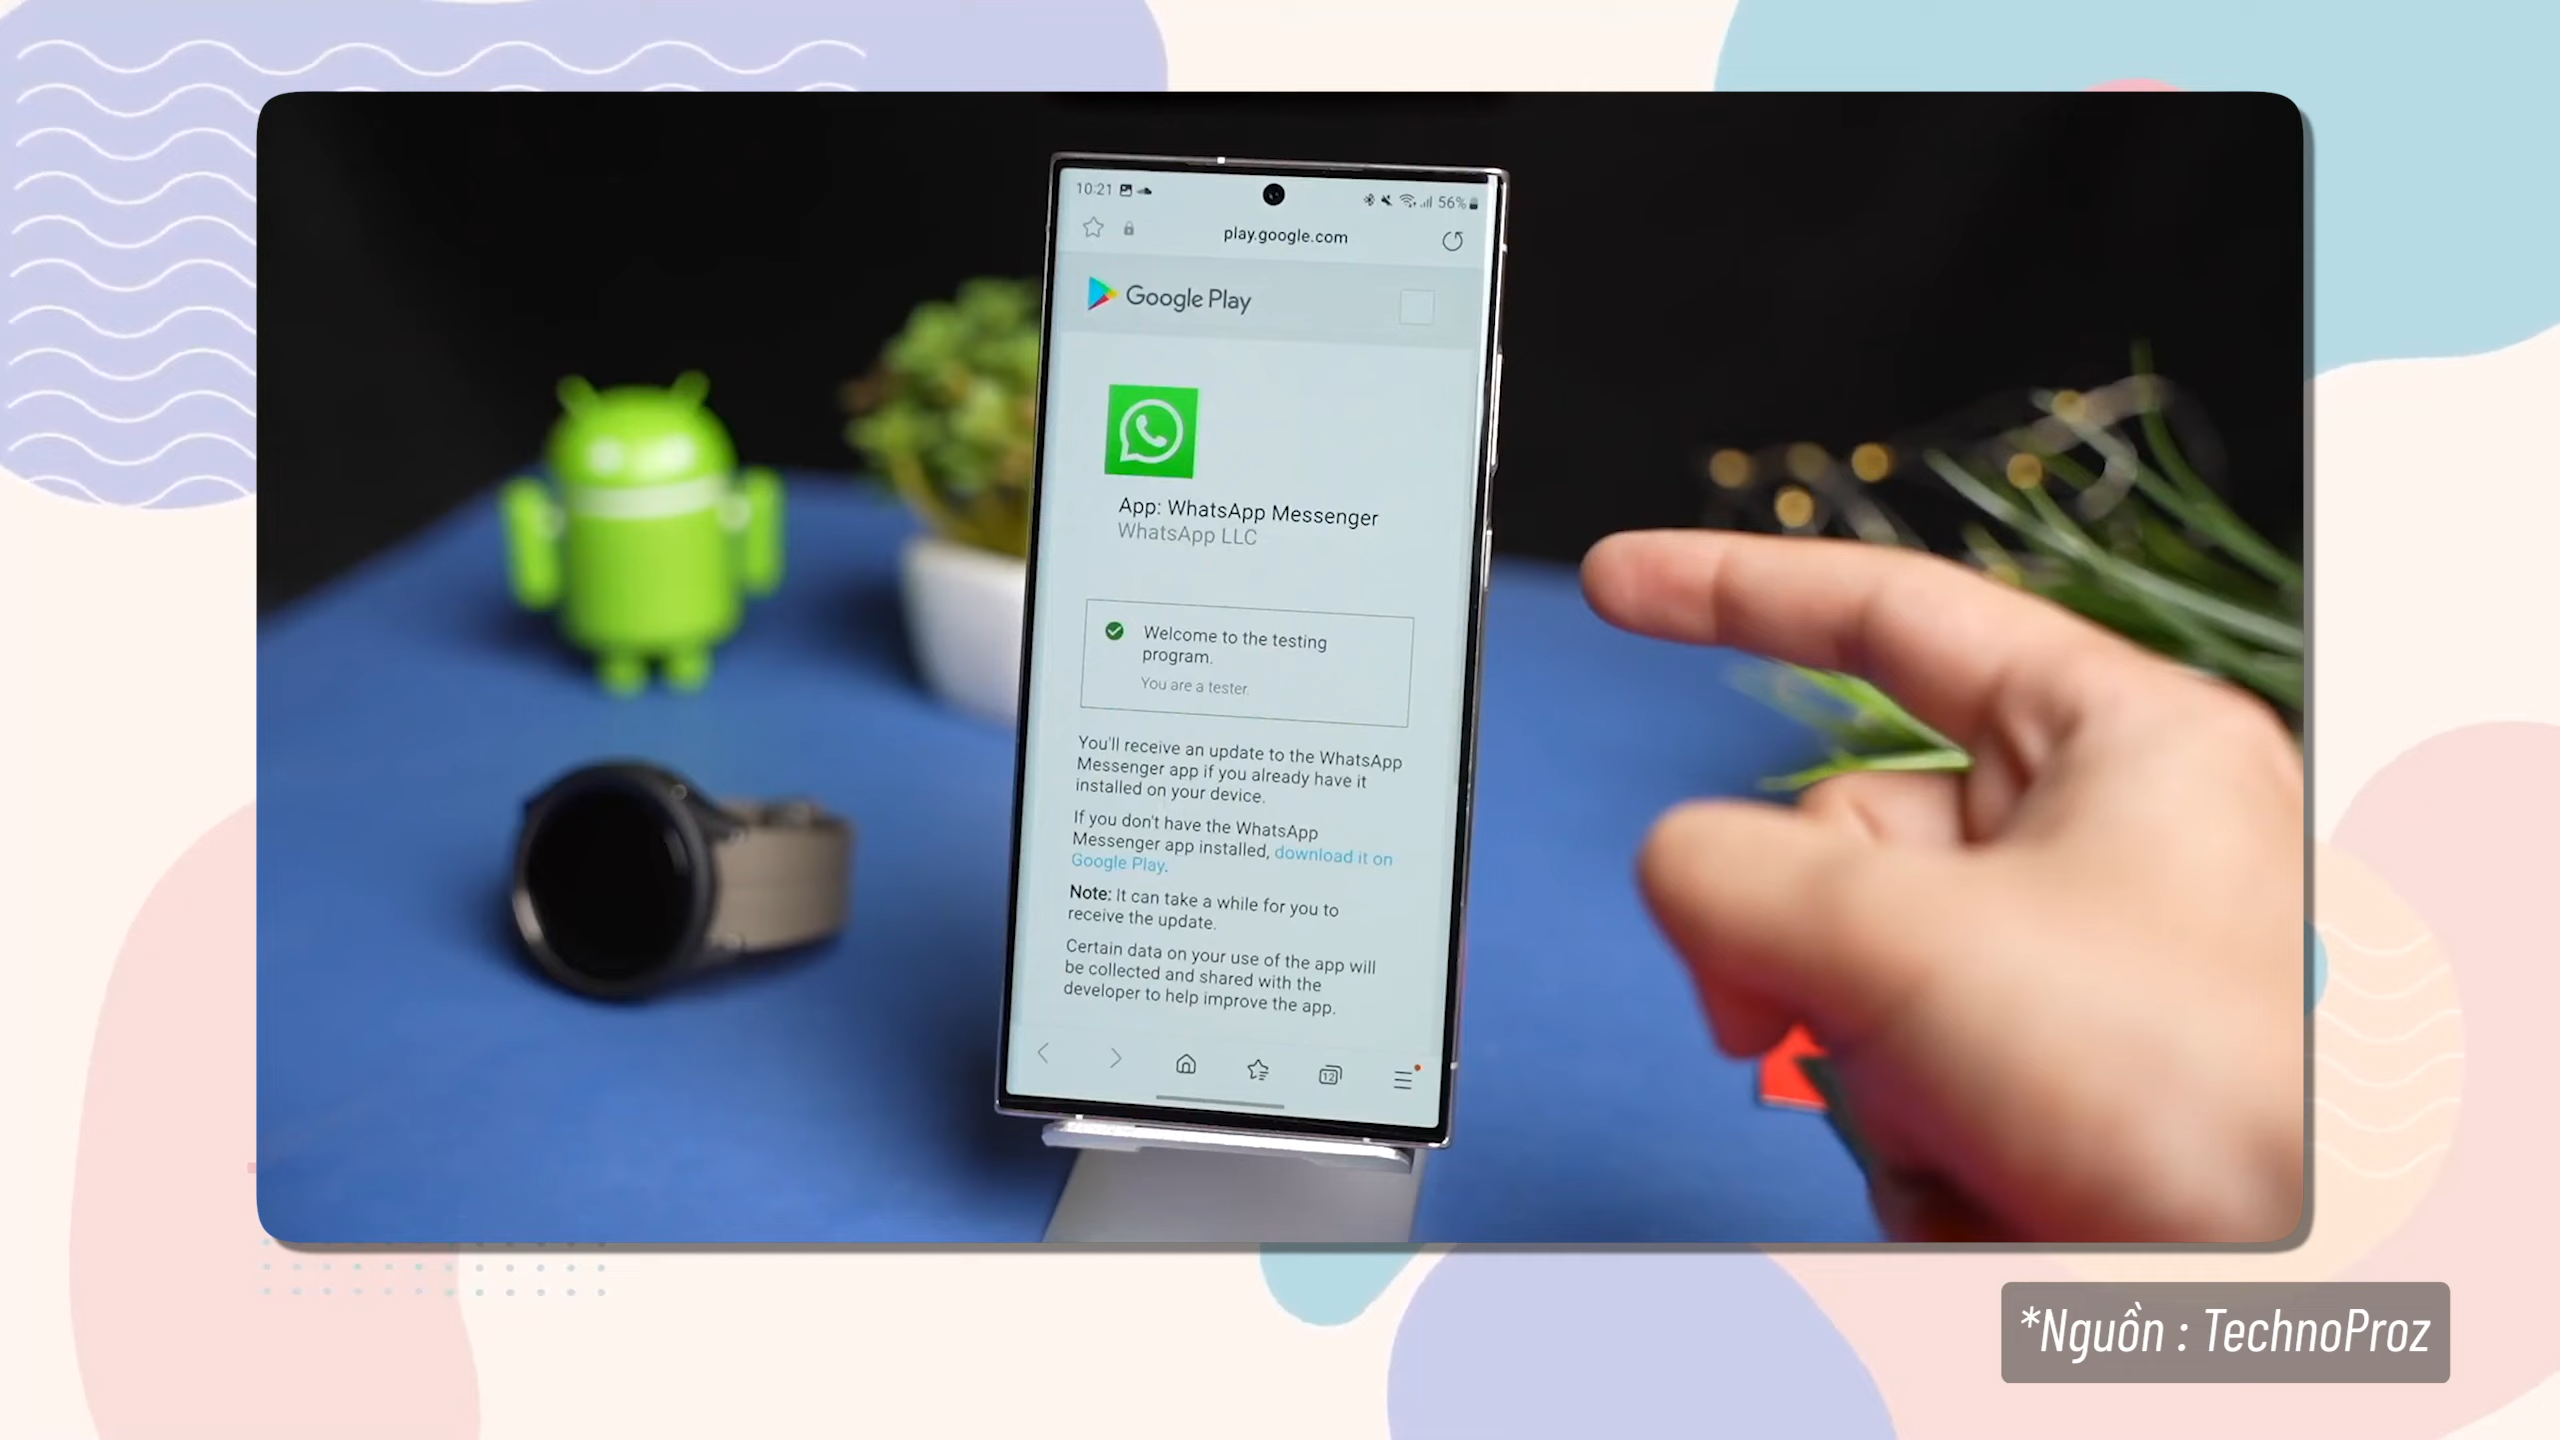 10:21
56%
play.google.com
Google Play
App: WhatsApp Messenger
WhatsApp LLC
Welcome to the testing
program.
You are a tester.
You'll receive an update to the WhatsApp
Messenger app if you already have it
installed on your device.
If you don't have the WhatsApp
Messenger app installed, download it on
Google Play.
Note: It can take a while for you to
receive the update.
Certain data on your use of the app will
be collected and shared with the
developer to help improve the app.
12
*Nguồn : TechnoProz